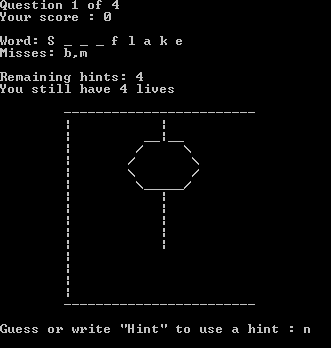 Question 1 of 4
Your score : 0
Word: S _ _ _ f l a k e
Misses: b,m
Remaining hints: 4
You still have 4 lives
Guess or write "Hint" to use a hint : n